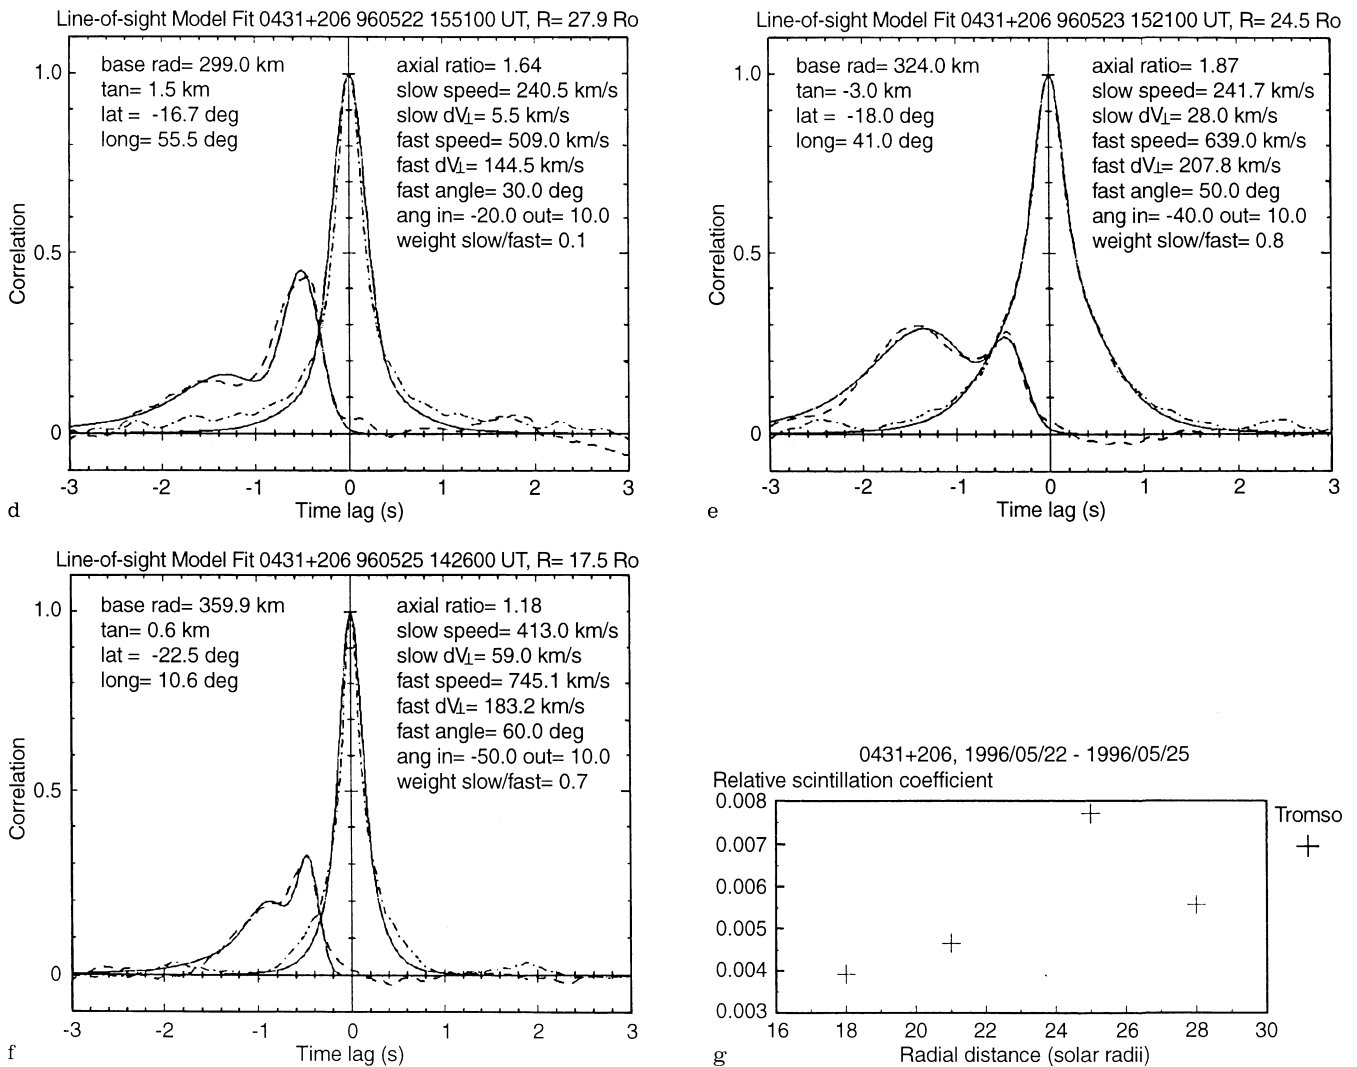 Line-of-sight Model Fit 0431+206 960522 155100 UT, R= 27.9 Ro
base rad= 299.0 km
tan= 1.5 km
lat = -16.7 deg
long= 55.5 deg
axial ratio= 1.64
slow speed= 240.5 km/s
slow dV⊥= 5.5 km/s
fast speed= 509.0 km/s
fast dV⊥= 144.5 km/s
fast angle= 30.0 deg
ang in= -20.0 out= 10.0
weight slow/fast= 0.1
Correlation
1.0
0.5
0
-3 -2 -1 0 1 2 3
Time lag (s)
d
Line-of-sight Model Fit 0431+206 960523 152100 UT, R= 24.5 Ro
base rad= 324.0 km
tan= -3.0 km
lat = -18.0 deg
long= 41.0 deg
axial ratio= 1.87
slow speed= 241.7 km/s
slow dV⊥= 28.0 km/s
fast speed= 639.0 km/s
fast dV⊥= 207.8 km/s
fast angle= 50.0 deg
ang in= -40.0 out= 10.0
weight slow/fast= 0.8
Correlation
1.0
0.5
0
-3 -2 -1 0 1 2 3
Time lag (s)
e
Line-of-sight Model Fit 0431+206 960525 142600 UT, R= 17.5 Ro
base rad= 359.9 km
tan= 0.6 km
lat = -22.5 deg
long= 10.6 deg
axial ratio= 1.18
slow speed= 413.0 km/s
slow dV⊥= 59.0 km/s
fast speed= 745.1 km/s
fast dV⊥= 183.2 km/s
fast angle= 60.0 deg
ang in= -50.0 out= 10.0
weight slow/fast= 0.7
Correlation
1.0
0.5
0
-3 -2 -1 0 1 2 3
Time lag (s)
f
0431+206, 1996/05/22 - 1996/05/25
Relative scintillation coefficient
0.008
0.007
0.006
0.005
0.004
0.003
16 18 20 22 24 26 28 30
Radial distance (solar radii)
Tromso
g